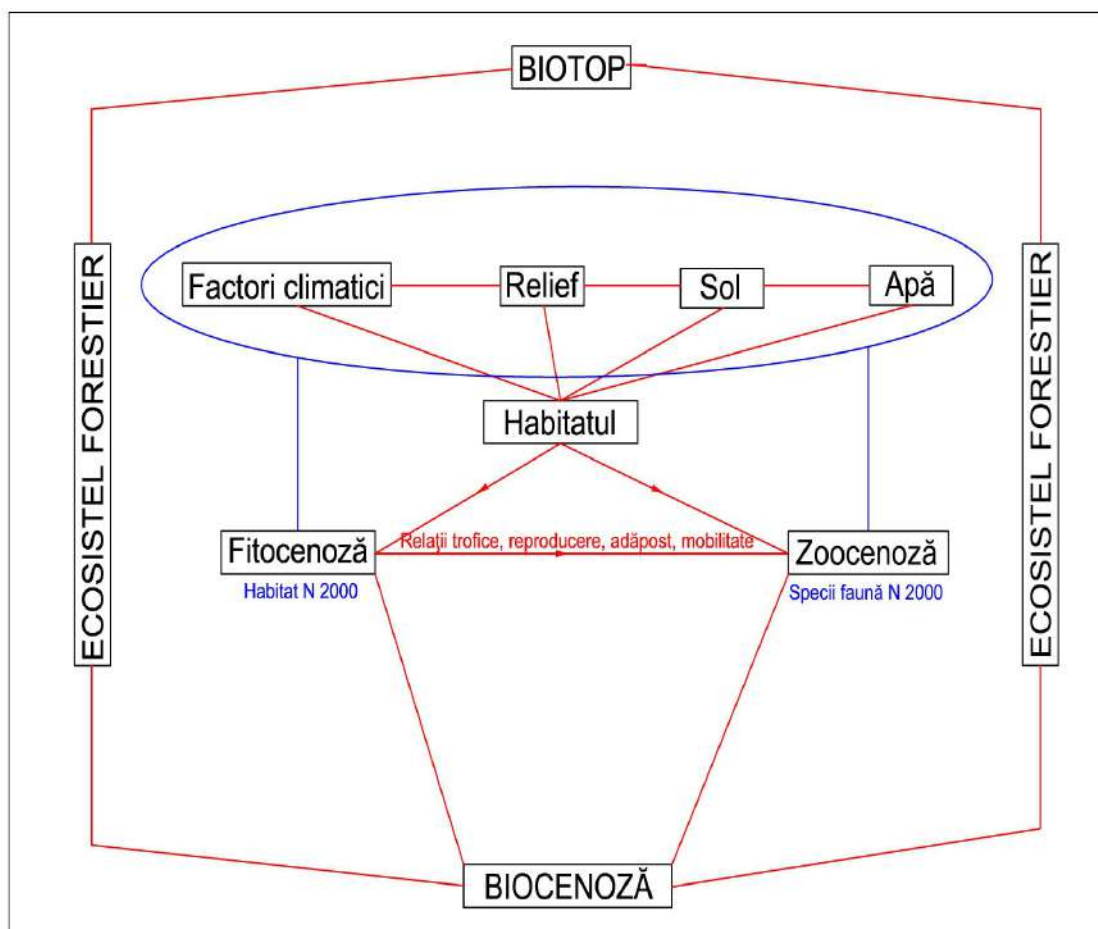 BIOTOP
Factori climatici
Relief
Sol
Apă
ECOSISTEL FORESTIER
ECOSISTEL FORESTIER
Habitatul
Relații trofice, reproducere, adăpost, mobilitate
Fitocenoză
Zoocenoză
Habitat N 2000
Specii faună N 2000
BIOCENOZĂ